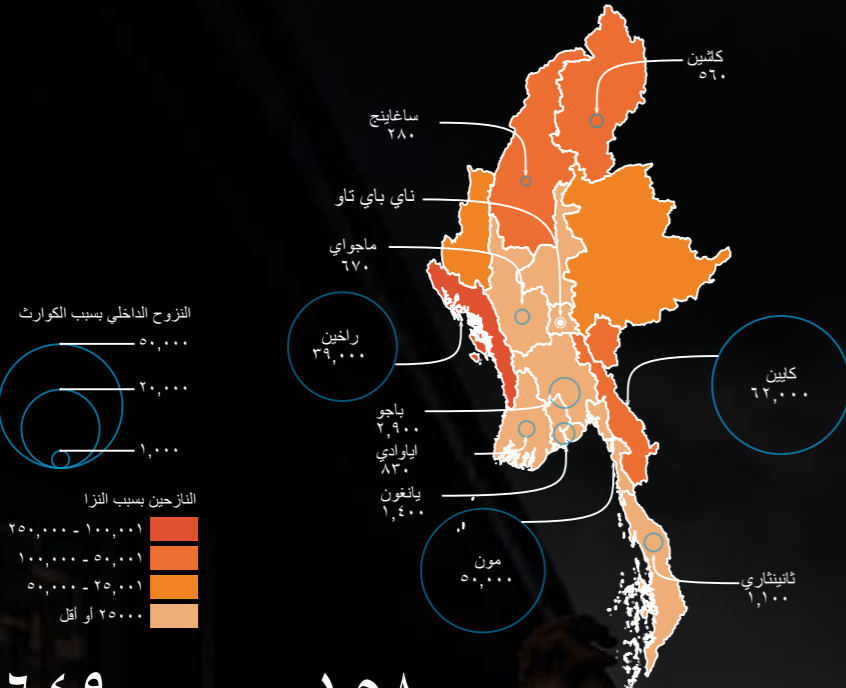 كاشين
٥٦٠
ساغاينج
٢٨٠
ناي باي تاو
ماجواي
٦٧٠
راخين
٣٩,٠٠٠
كايين
٦٢,٠٠٠
باجو
٢,٩٠٠
اياوادي
٨٣٠
يانغون
١,٤٠٠
مون
٥٠,٠٠٠
ثانينثاري
١,١٠٠
النزوح الداخلي بسبب الكوارث
٥٠,٠٠٠
٢٠,٠٠٠
١,٠٠٠
النازحين بسبب النزا
١٠٠,٠٠١ - ٢٥٠,٠٠٠
٥٠,٠٠١ - ١٠٠,٠٠٠
٢٥,٠٠١ - ٥٠,٠٠٠
٢٥٠٠٠ أو أقل